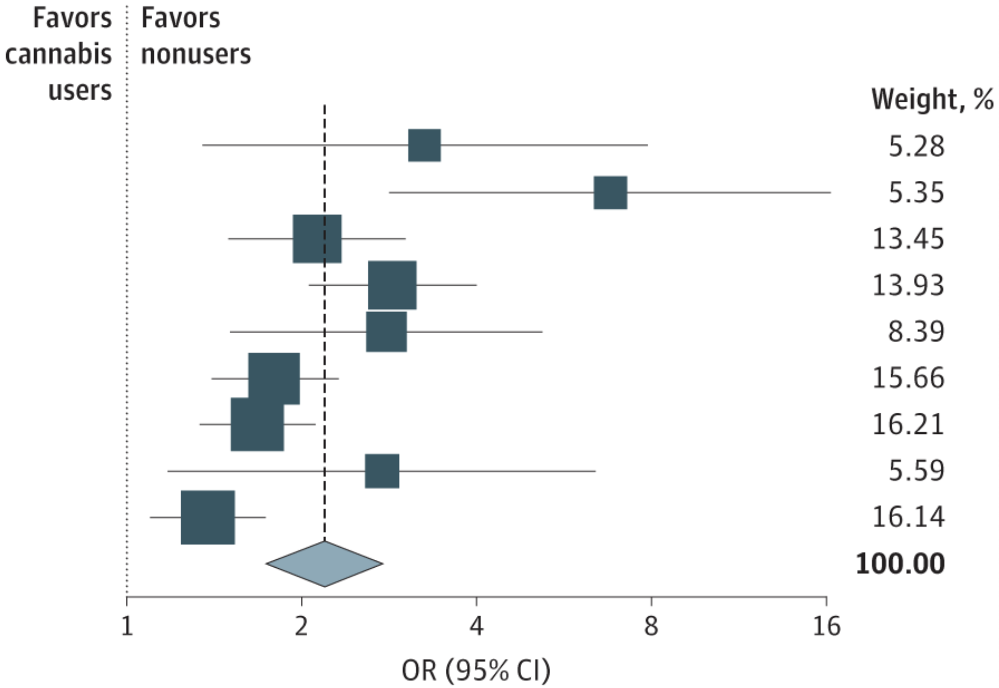 Favors
cannabis
users
Favors
nonusers
Weight, %
5.28
5.35
13.45
13.93
8.39
15.66
16.21
5.59
16.14
100.00
1 2 4 8 16
OR (95% CI)